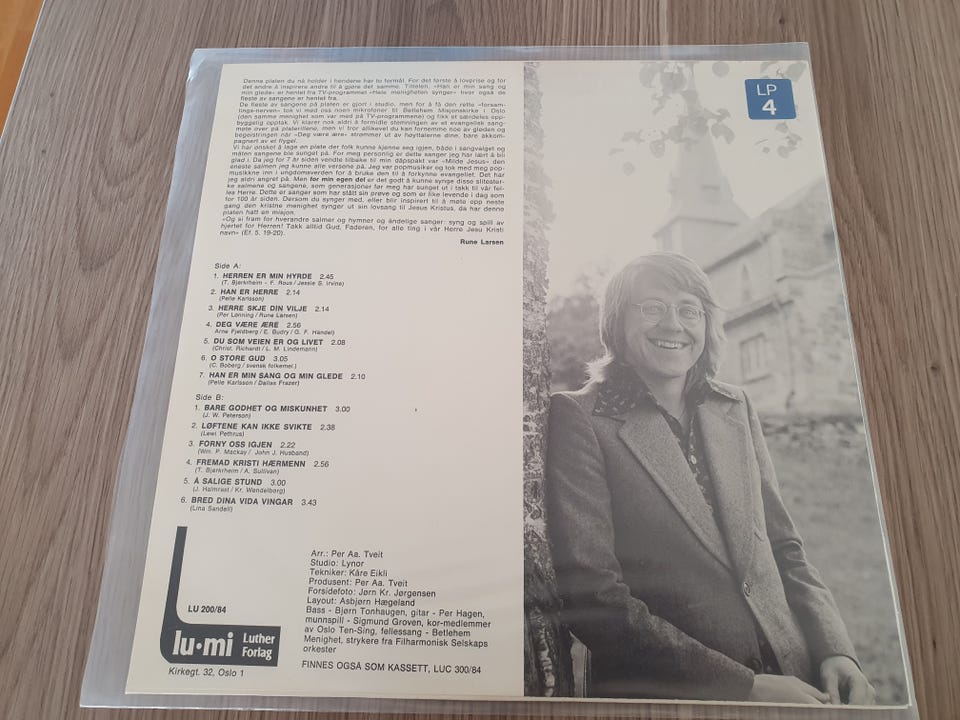 Denne platen du nå holder i hendene har to formål. For det første å lovprise og for
det andre å inspirere andre til å gjøre det samme. Tittelen, «Han er min sang og
min glede» er hentet fra TV-programmet «Hele menigheten synger» hvor også de
fleste av sangene er hentet fra.
De fleste av sangene på platen er gjort i studio, men for å få den rette «forsam-
lings-nerven» tok vi med oss noen mikrofoner til Betlehem Misjonskirke i Oslo
(den samme menighet som var med på TV-programmene) og fikk et særdeles opp-
byggelig opptak. Vi klarer nok aldri å formidle stemningen av et evangelisk sang-
møte over på platerillene, men vi tror allikevel du kan fornemme noe av gleden og
begeistringen når «Deg være ære» strømmer ut av høyttalerne dine, bare akkom-
pagnert av et flygel.
Vi har ønsket å lage en plate der folk kunne kjenne seg igjen, både i sangvalget og
måten sangene ble sunget på. For meg personlig er dette sanger jeg har lært å bli
glad i. Da jeg for 7 år siden vendte tilbake til min dåpspakt var «Milde Jesus» den
eneste salmen jeg kunne alle versene på. Jeg var popmusiker og tok med meg pop-
musikkne inn i ungdomsverden for å bruke den til å forkynne evangeliet. Det har
jeg aldri angret på. Men for min egen del er det godt å kunne synge disse slitester-
ke salmene og sangene, som generasjoner før meg har sunget ut i takk til vår fel-
les Herre. Dette er sanger som har stått sin prøve og som er like levende i dag som
for 100 år siden. Dersom du synger med, eller blir inspirert til å møte opp neste
gang den kristne menighet synger ut sin lovsang til Jesus Kristus, da har denne
platen hatt en misjon.
«Og si fram for hverandre salmer og hymner og åndelige sanger: syng og spill av
hjertet for Herren! Takk alltid Gud, Faderen, for alle ting i vår Herre Jesu Kristi
navn» (Ef. 5. 19-20).
Rune Larsen
LP
4
Side A:
1. HERREN ER MIN HYRDE 2.45
(T. Bjerkrheim - F. Rous / Jessie S. Irvine)
2. HAN ER HERRE 2.14
(Pelle Karlsson)
3. HERRE SKJE DIN VILJE 2.14
(Per Lønning / Rune Larsen)
4. DEG VÆRE ÆRE 2.56
Arne Fjeldberg / E. Budry / G. F. Händel)
5. DU SOM VEIEN ER OG LIVET 2.08
(Christ. Richardt / L. M. Lindemann)
6. O STORE GUD 3.05
(C. Boberg / svensk folkemel.)
7. HAN ER MIN SANG OG MIN GLEDE 2.10
(Pelle Karlsson / Dallas Frazer)
Side B:
1. BARE GODHET OG MISKUNHET 3.00
(J. W. Peterson)
2. LØFTENE KAN IKKE SVIKTE 2.38
(Lewi Pethrus)
3. FORNY OSS IGJEN 2.22
(Wm. P. Mackay / John J. Husband)
4. FREMAD KRISTI HÆRMENN 2.56
(T. Bjerkrheim / A. Sullivan)
5. Å SALIGE STUND 3.00
(J. Halmrast / Kr. Wendelborg)
6. BRED DINA VIDA VINGAR 3.43
(Lina Sandell)
Arr.: Per Aa. Tveit
Studio: Lynor
Tekniker: Kåre Eikli
Produsent: Per Aa. Tveit
Forsidefoto: Jørn Kr. Jørgensen
Layout: Asbjørn Hægeland
Bass - Bjørn Tonhaugen, gitar - Per Hagen,
munnspill - Sigmund Groven, kor-medlemmer
av Oslo Ten-Sing, fellessang - Betlehem
Menighet, strykere fra Filharmonisk Selskaps
orkester
FINNES OGSÅ SOM KASSETT, LUC 300/84
LU 200/84
lu·mi Luther
Forlag
Kirkegt. 32, Oslo 1